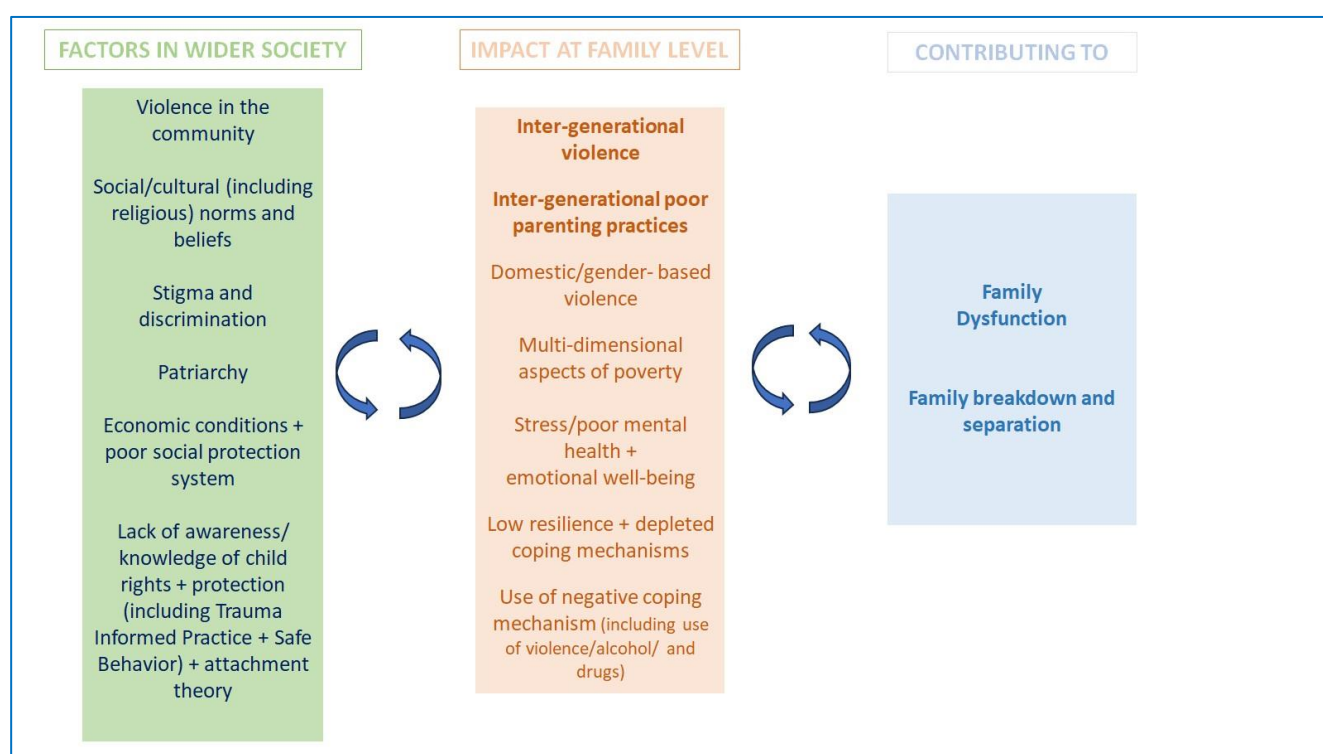 FACTORS IN WIDER SOCIETY
Violence in the
community
Social/cultural (including
religious) norms and
beliefs
Stigma and
discrimination
Patriarchy
Economic conditions +
poor social protection
system
Lack of awareness/
knowledge of child
rights + protection
(including Trauma
Informed Practice + Safe
Behavior) + attachment
theory
IMPACT AT FAMILY LEVEL
Inter-generational
violence
Inter-generational poor
parenting practices
Domestic/gender- based
violence
Multi-dimensional
aspects of poverty
Stress/poor mental
health +
emotional well-being
Low resilience + depleted
coping mechanisms
Use of negative coping
mechanism (including use
of violence/alcohol/ and
drugs)
CONTRIBUTING TO
Family
Dysfunction
Family breakdown and
separation